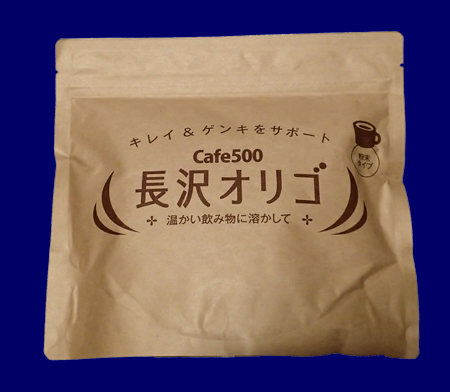 キレイ & ゲンキをサポート
Cafe500
長沢オリゴ
温かい飲み物に溶かして
粉末
タイプ